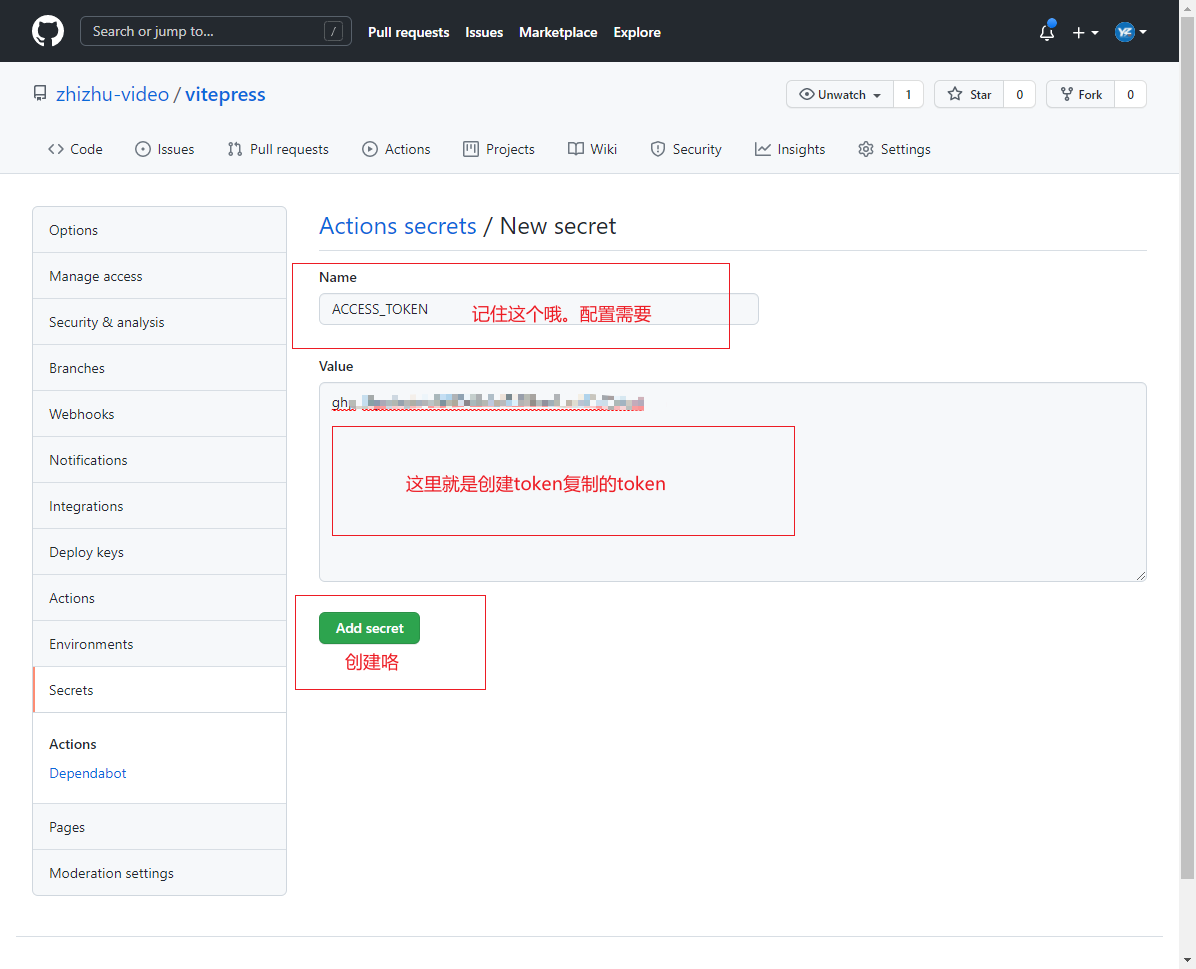 Search or jump to...
/
Pull requests
Issues
Marketplace
Explore
zhizhu-video / vitepress
Unwatch
1
Star
0
Fork
0
Code
Issues
Pull requests
Actions
Projects
Wiki
Security
Insights
Settings
Options
Manage access
Security & analysis
Branches
Webhooks
Notifications
Integrations
Deploy keys
Actions
Environments
Secrets
Actions
Dependabot
Pages
Moderation settings
Actions secrets / New secret
Name
ACCESS_TOKEN
记住这个哦。配置需要
Value
ghp_
这里就是创建token复制的token
Add secret
创建咯